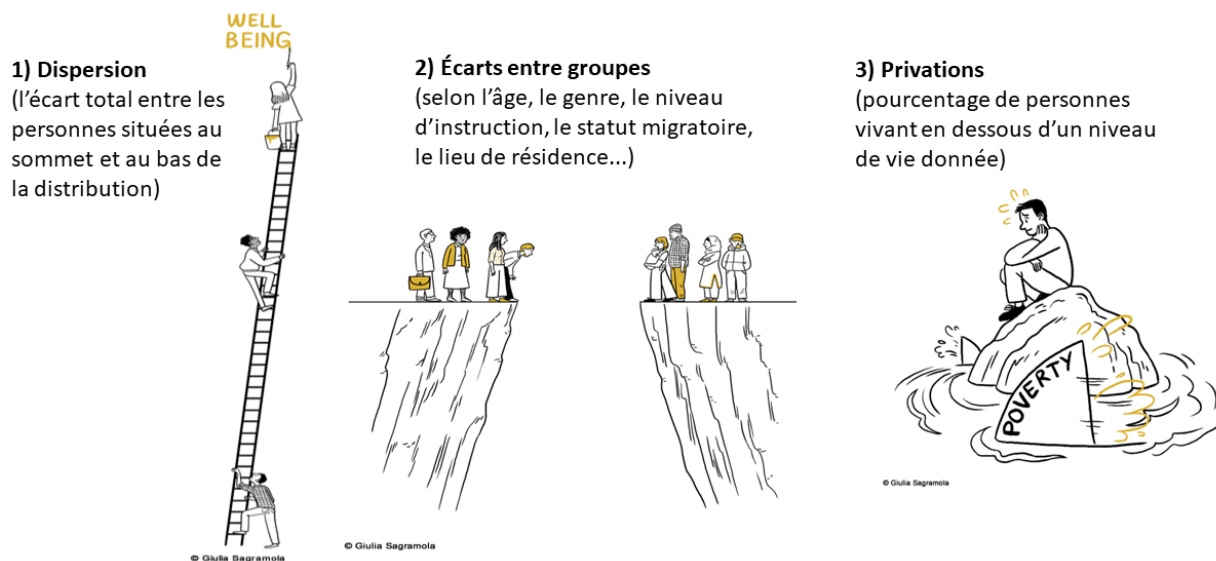 WELL
BEING
1) Dispersion
(l'écart total entre les
personnes situées au
sommet et au bas de
la distribution)
© Giulia Sagramola
2) Écarts entre groupes
(selon l'âge, le genre, le niveau
d'instruction, le statut migratoire,
le lieu de résidence...)
© Giulia Sagramola
3) Privations
(pourcentage de personnes
vivant en dessous d'un niveau
de vie donnée)
POVERTY
© Giulia Sagramola